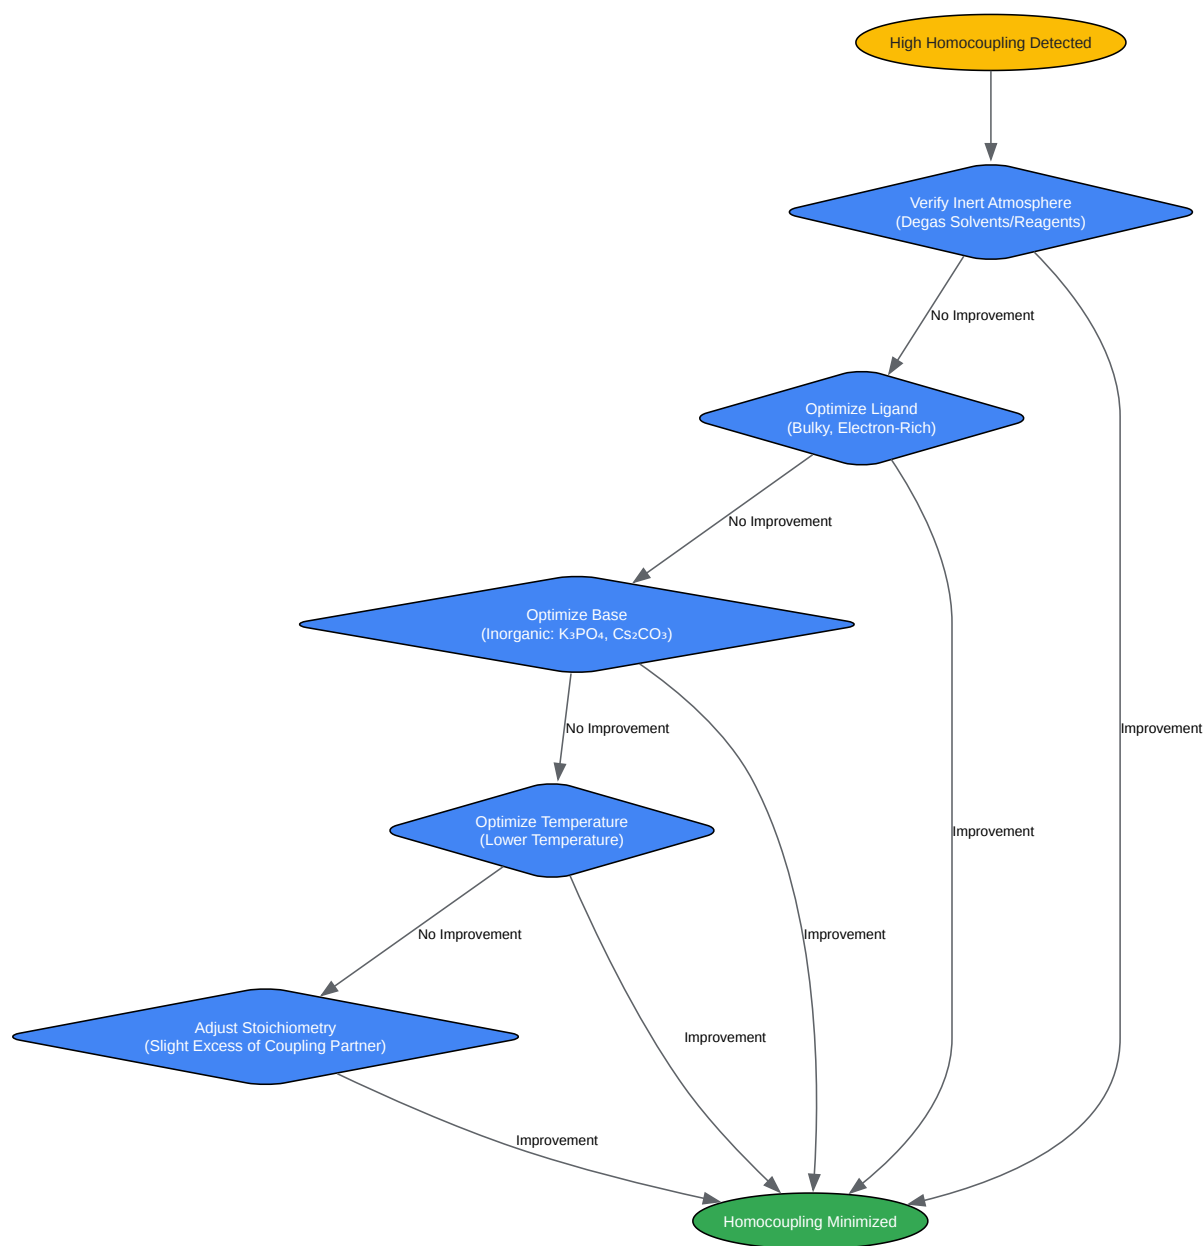 High Homocoupling Detected
Verify Inert Atmosphere
(Degas Solvents/Reagents)
No Improvement
Optimize Ligand
(Bulky, Electron-Rich)
No Improvement
Optimize Base
(Inorganic: K₃PO₄, Cs₂CO₃)
No Improvement
Improvement
Optimize Temperature
(Lower Temperature)
Improvement
No Improvement
Improvement
Adjust Stoichiometry
(Slight Excess of Coupling Partner)
Improvement
Improvement
Homocoupling Minimized